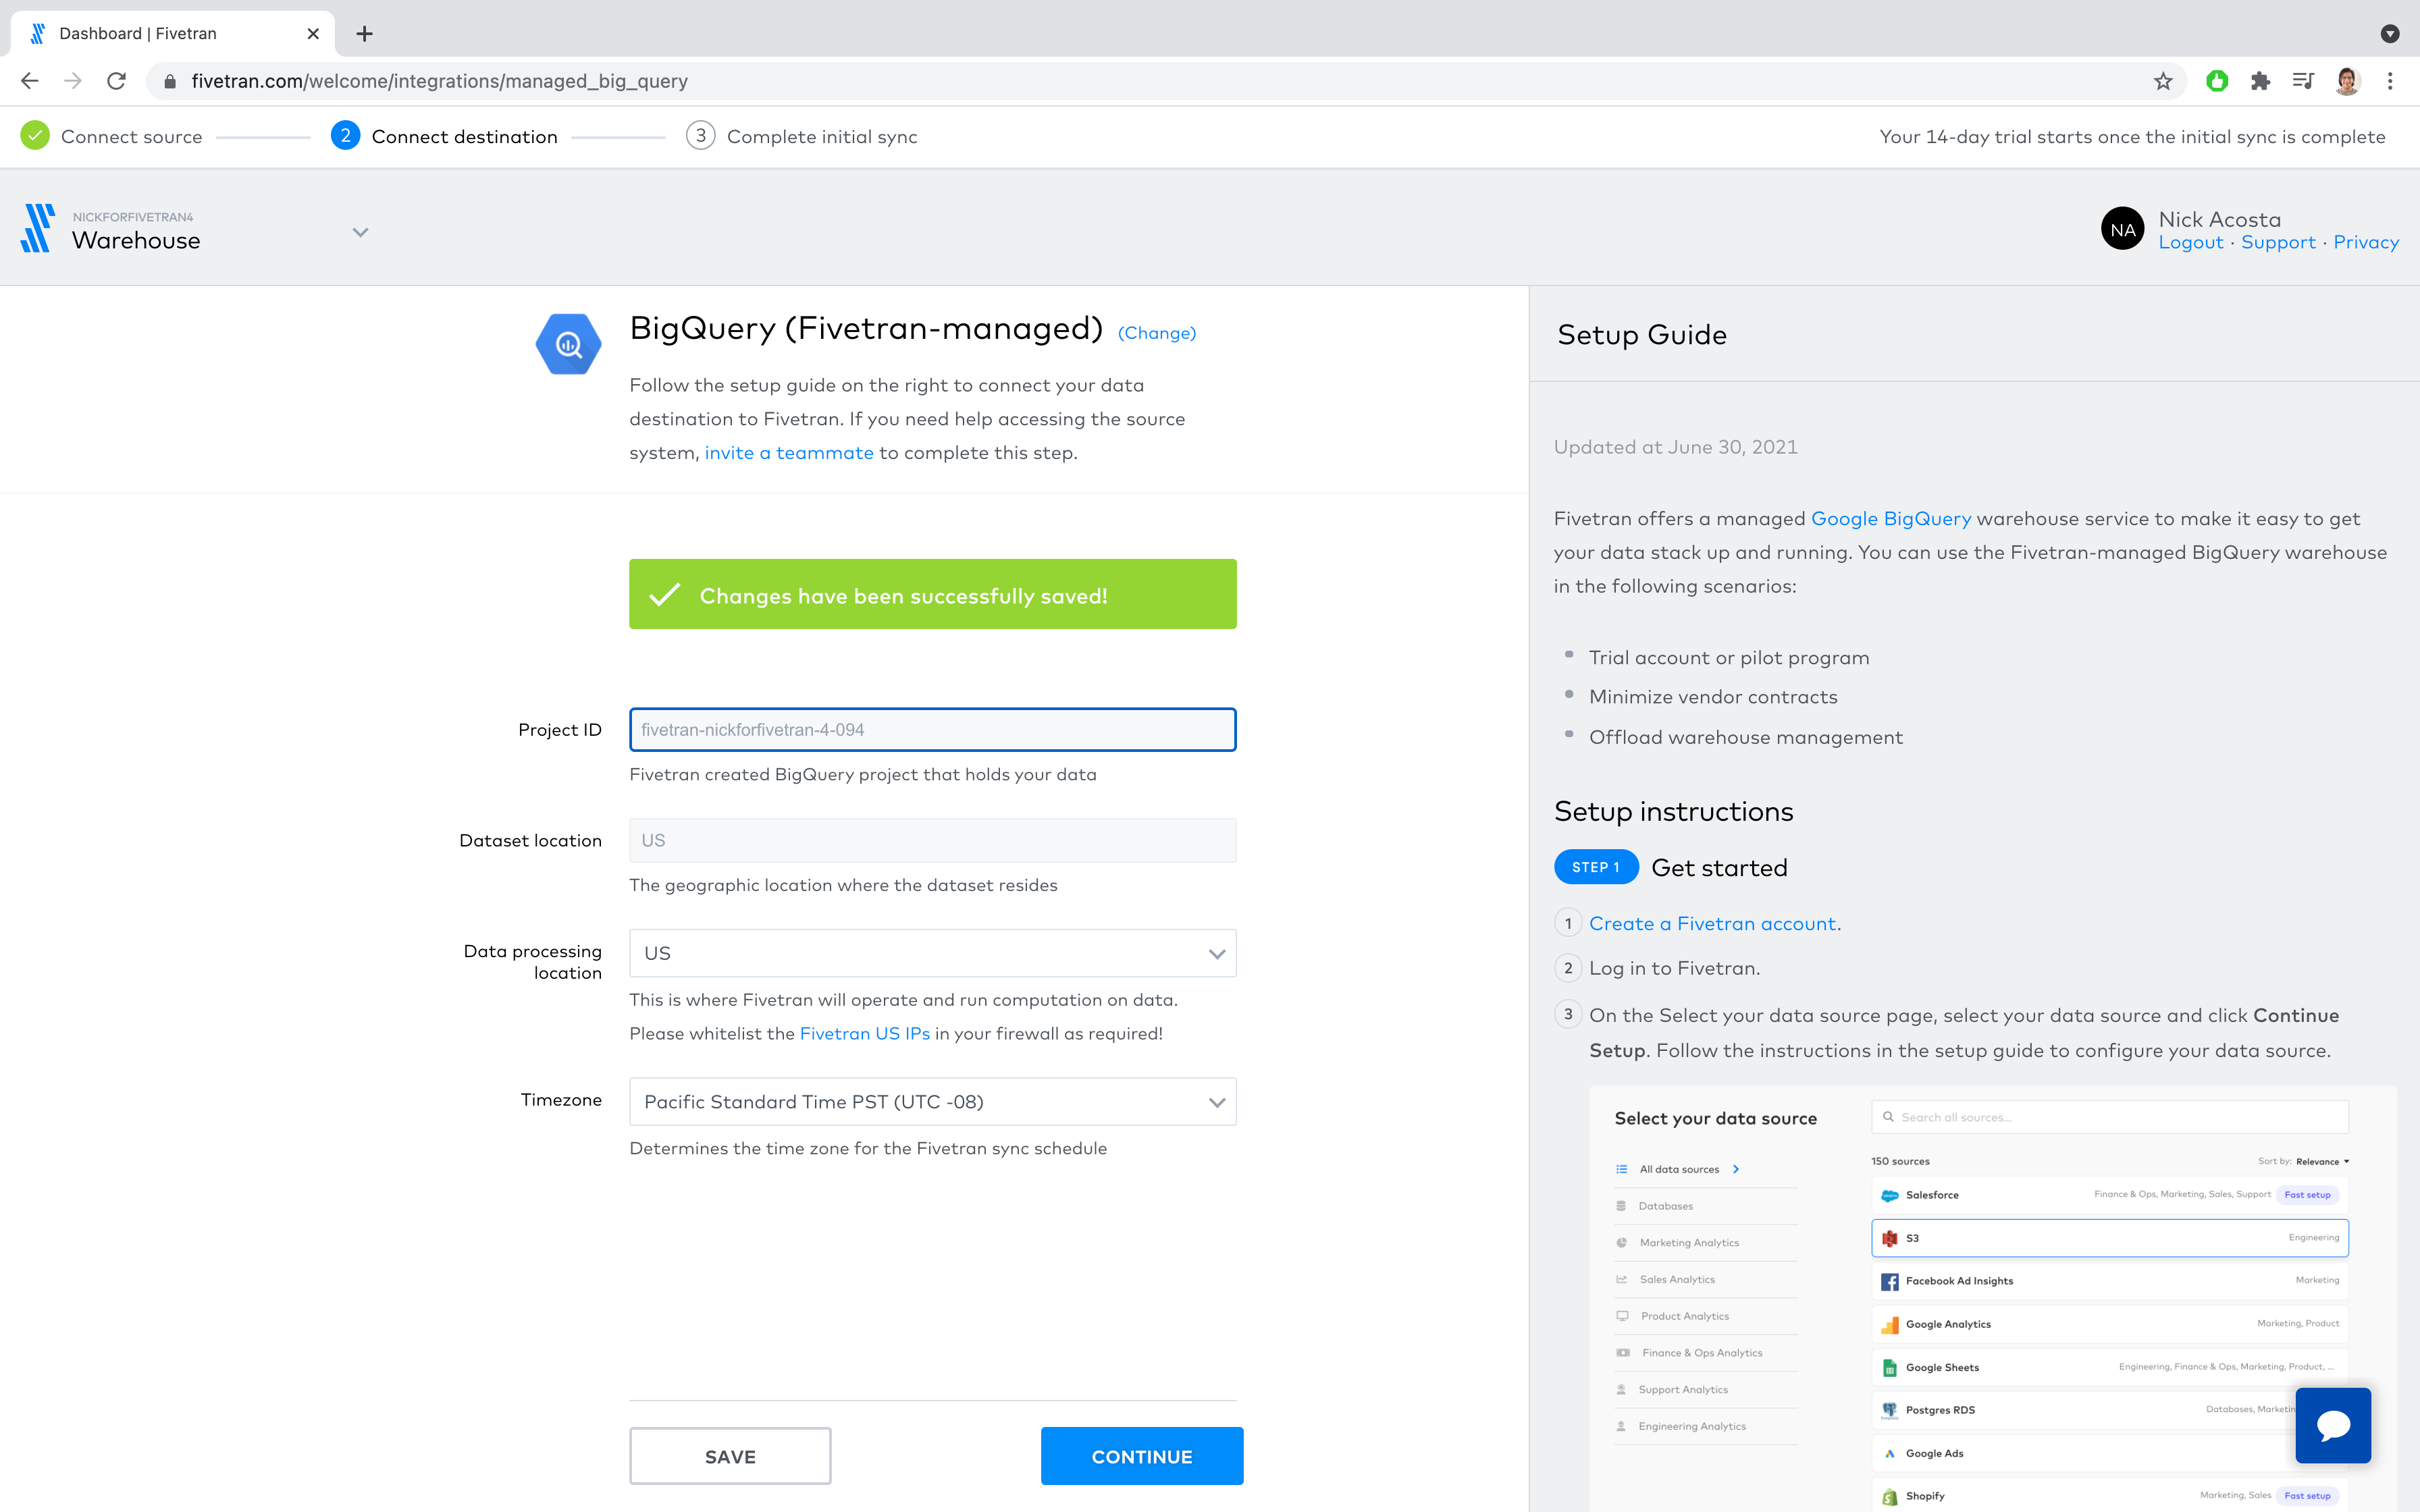 Dashboard | Fivetran
fivetran.com/welcome/integrations/managed_big_query
Connect source
2 Connect destination
3 Complete initial sync
Your 14-day trial starts once the initial sync is complete
NICKFORFIVETRAN4
Warehouse
NA
Nick Acosta
Logout · Support · Privacy
BigQuery (Fivetran-managed) (Change)
Follow the setup guide on the right to connect your data
destination to Fivetran. If you need help accessing the source
system, invite a teammate to complete this step.
Changes have been successfully saved!
Project ID
fivetran-nickforfivetran-4-094
Fivetran created BigQuery project that holds your data
Dataset location
US
The geographic location where the dataset resides
Data processing
location
US
This is where Fivetran will operate and run computation on data.
Please whitelist the Fivetran US IPs in your firewall as required!
Timezone
Pacific Standard Time PST (UTC -08)
Determines the time zone for the Fivetran sync schedule
SAVE
CONTINUE
Setup Guide
Updated at June 30, 2021
Fivetran offers a managed Google BigQuery warehouse service to make it easy to get
your data stack up and running. You can use the Fivetran-managed BigQuery warehouse
in the following scenarios:
Trial account or pilot program
Minimize vendor contracts
Offload warehouse management
Setup instructions
STEP 1 Get started
1 Create a Fivetran account.
2 Log in to Fivetran.
3 On the Select your data source page, select your data source and click Continue
Setup. Follow the instructions in the setup guide to configure your data source.
Select your data source
All data sources
Databases
Marketing Analytics
Sales Analytics
Product Analytics
Finance & Ops Analytics
Support Analytics
Engineering Analytics
Search all sources...
150 sources
Sort by: Relevance
Salesforce Finance & Ops, Marketing, Sales, Support Fast setup
S3 Engineering
Facebook Ad Insights Marketing
Google Analytics Marketing, Product
Google Sheets Engineering, Finance & Ops, Marketing, Product, ...
Postgres RDS Databases,
Google Ads
Shopify Marketing, Sales Fast setup